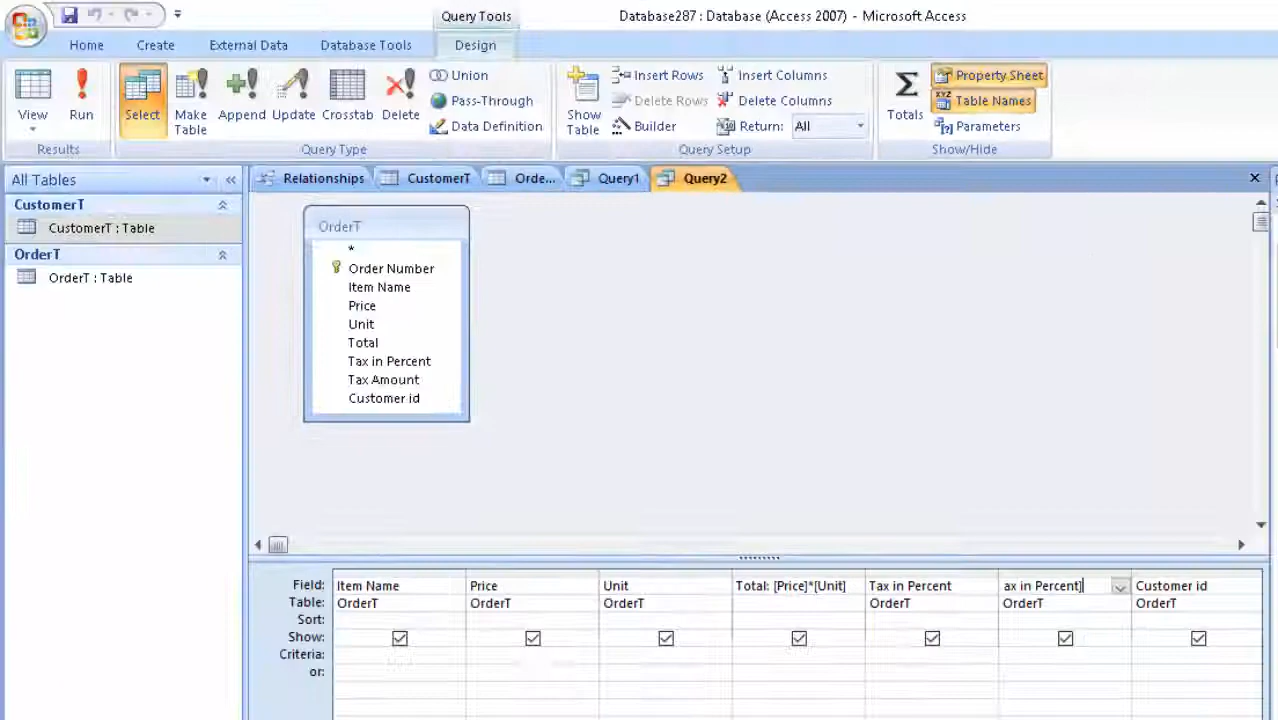 Query Tools
Database287 : Database (Access 2007) - Microsoft Access
Home Create External Data Database Tools Design
View
Run
Select
Make Table
Append
Update
Crosstab
Delete
Union
Pass-Through
Data Definition
Show Table
Insert Rows
Delete Rows
Builder
Insert Columns
Delete Columns
Return: All
Totals
Property Sheet
Table Names
Parameters
Results Query Type Query Setup Show/Hide
All Tables
Relationships CustomerT Orde... Query1 Query2
CustomerT
CustomerT : Table
OrderT
OrderT : Table
OrderT
*
Order Number
Item Name
Price
Unit
Total
Tax in Percent
Tax Amount
Customer id
Field: Item Name Price Unit Total: [Price]*[Unit] Tax in Percent ax in Percent] Customer id
Table: OrderT OrderT OrderT OrderT OrderT OrderT
Sort:
Show:
Criteria:
or: